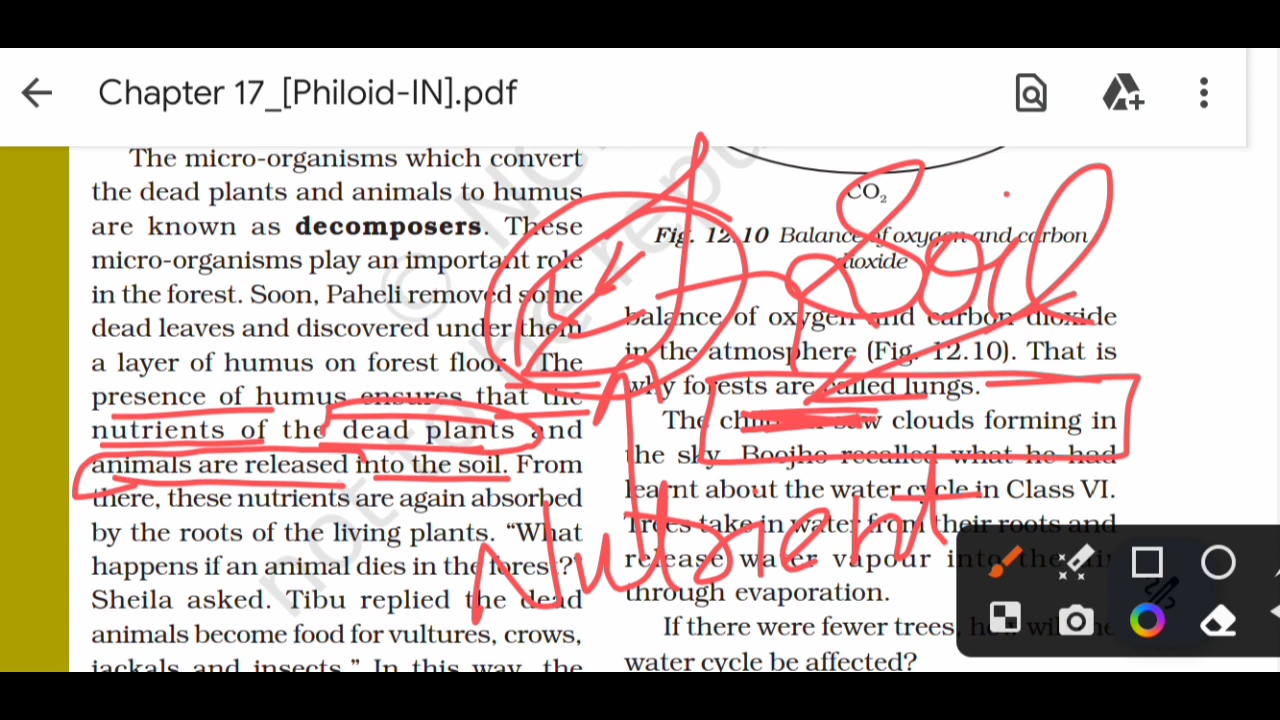 Chapter 17_[Philoid-IN].pdf
The micro-organisms which convert
the dead plants and animals to humus
are known as decomposers. These
micro-organisms play an important role
in the forest. Soon, Paheli removed some
dead leaves and discovered under them
a layer of humus on forest floor. The
presence of humus ensures that the
nutrients of the dead plants and
animals are released into the soil. From
there, these nutrients are again absorbed
by the roots of the living plants. “What
happens if an animal dies in the forest?”
Sheila asked. Tibu replied the dead
animals become food for vultures, crows,
jackals and insects.” In this way, the
CO₂
Fig. 12.10 Balance of oxygen and carbon
dioxide
balance of oxygen and carbon dioxide
in the atmosphere (Fig. 12.10). That is
why forests are called lungs.
The saw clouds forming in
the sky. Boojho recalled what he had
learnt about the water cycle in Class VI.
Trees take in water from their roots and
release water vapour into the air
through evaporation.
If there were fewer trees, how will the
water cycle be affected?
Soil
Nutrient